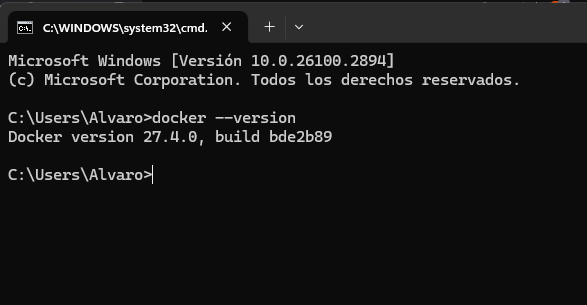 C:\WINDOWS\system32\cmd.
Microsoft Windows [Versión 10.0.26100.2894]
(c) Microsoft Corporation. Todos los derechos reservados.
C:\Users\Alvaro>docker --version
Docker version 27.4.0, build bde2b89
C:\Users\Alvaro>